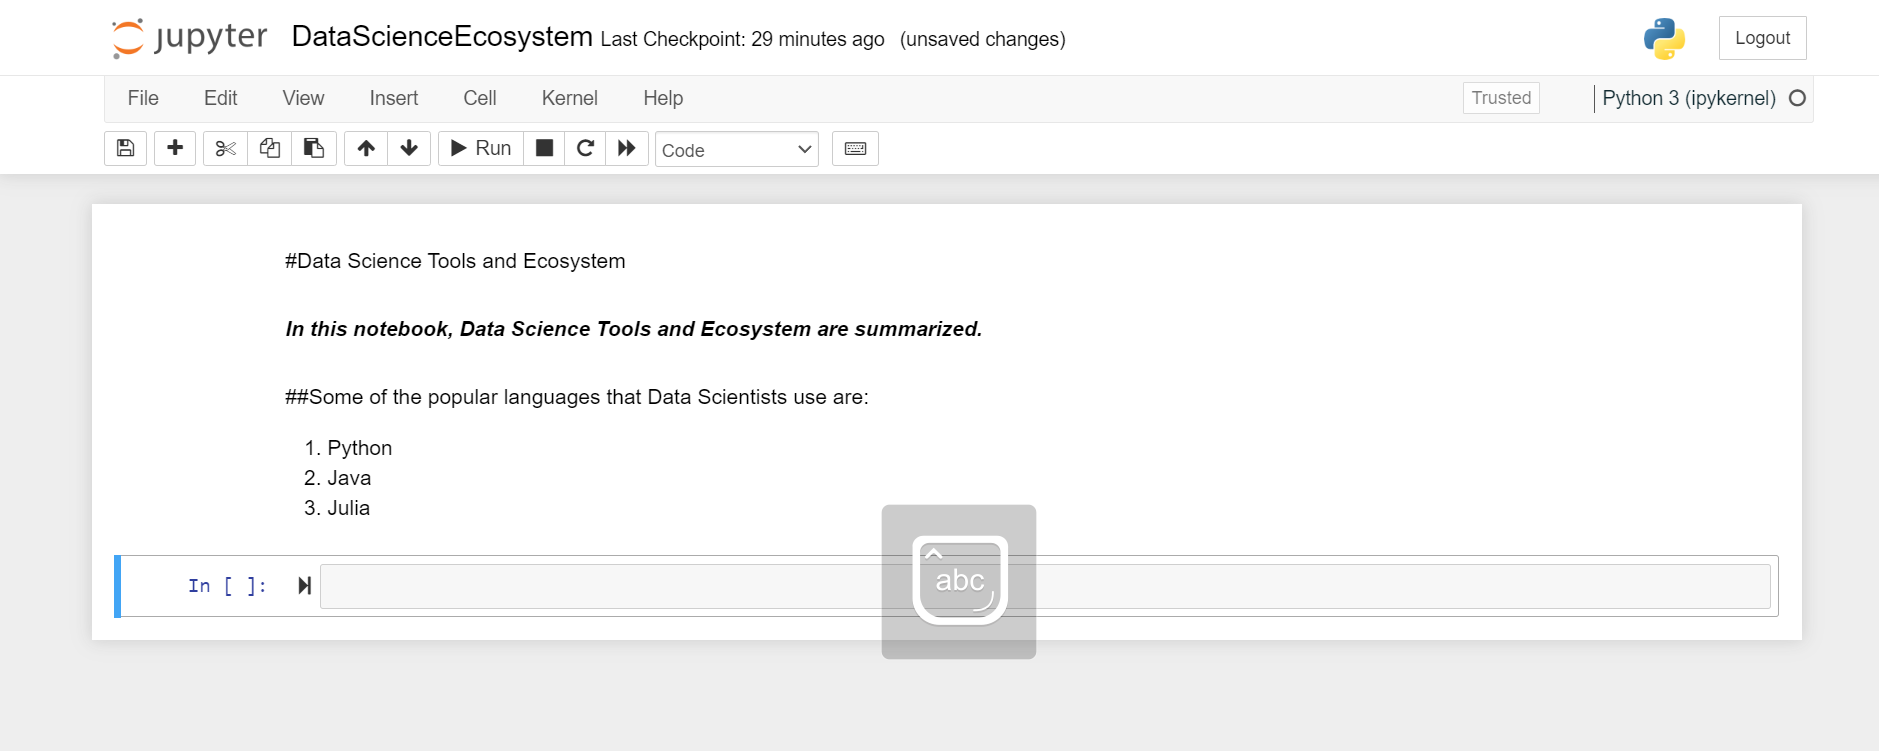 jupyter DataScienceEcosystem Last Checkpoint: 29 minutes ago (unsaved changes) Logout
File Edit View Insert Cell Kernel Help Trusted Python 3 (ipykernel)
Run Code
#Data Science Tools and Ecosystem
In this notebook, Data Science Tools and Ecosystem are summarized.
##Some of the popular languages that Data Scientists use are:
1. Python
2. Java
3. Julia
In [ ]:
abc